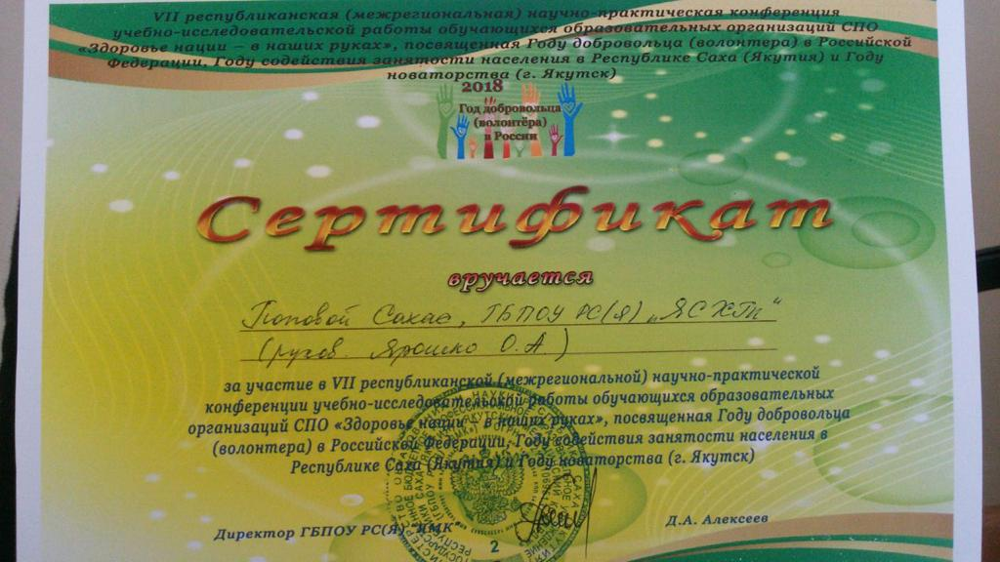 VII республиканская (межрегиональная) научно-практическая конференция
учебно-исследовательской работы обучающихся образовательных организаций СПО
«Здоровье нации – в наших руках», посвященная Году добровольца (волонтера) в Российской
Федерации, Году содействия занятости населения в Республике Саха (Якутия) и Году
новаторства (г. Якутск)
2018
Год добровольца
(волонтёра)
в России
Сертификат
вручается
Поповой Сахае, ГБПОУ РС(Я) „ЯСХТ“
(руков. Ярошко О.А)
за участие в VII республиканской (межрегиональной) научно-практической
конференции учебно-исследовательской работы обучающихся образовательных
организаций СПО «Здоровье нации – в наших руках», посвященная Году добровольца
(волонтера) в Российской Федерации, Году содействия занятости населения в
Республике Саха (Якутия) и Году новаторства (г. Якутск)
Директор ГБПОУ РС(Я) ЯМК
Д.А. Алексеев
2